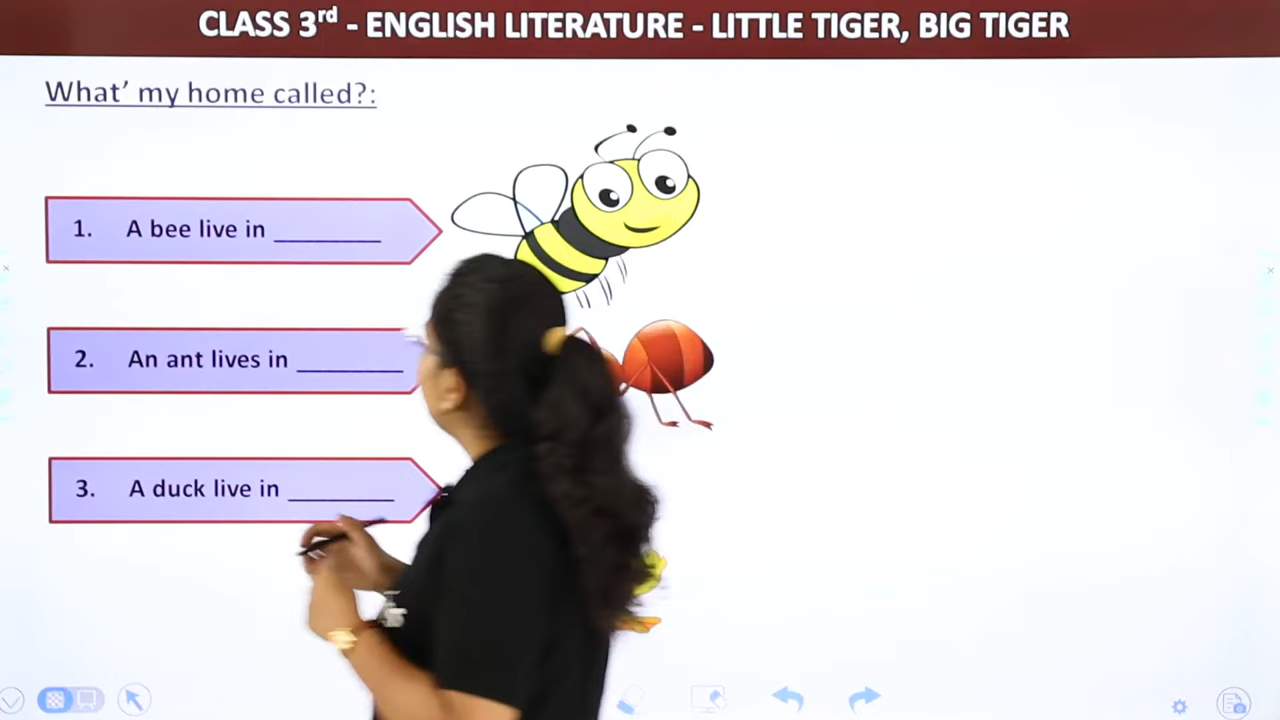 CLASS 3rd - ENGLISH LITERATURE - LITTLE TIGER, BIG TIGER
What' my home called?:
1. A bee live in ________
2. An ant lives in ________
3. A duck live in ________